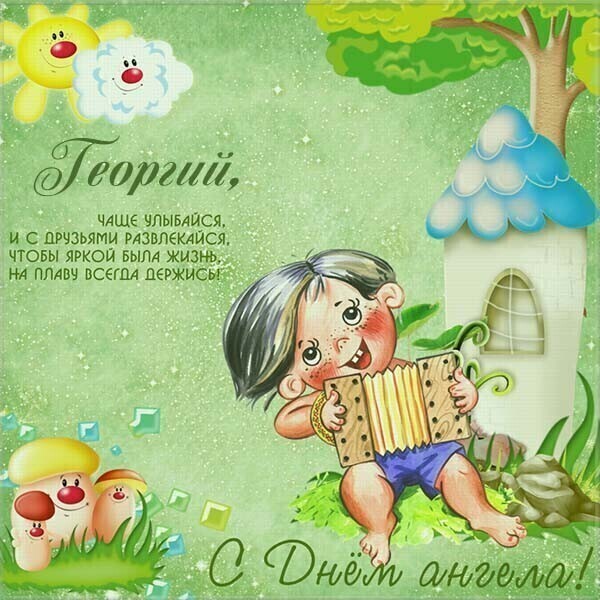 Георгий,
ЧАЩЕ УЛЫБАЙСЯ,
И С ДРУЗЬЯМИ РАЗВЛЕКАЙСЯ,
ЧТОБЫ ЯРКОЙ БЫЛА ЖИЗНЬ,
НА ПЛАВУ ВСЕГДА ДЕРЖИСЬ!
С Днём ангела!